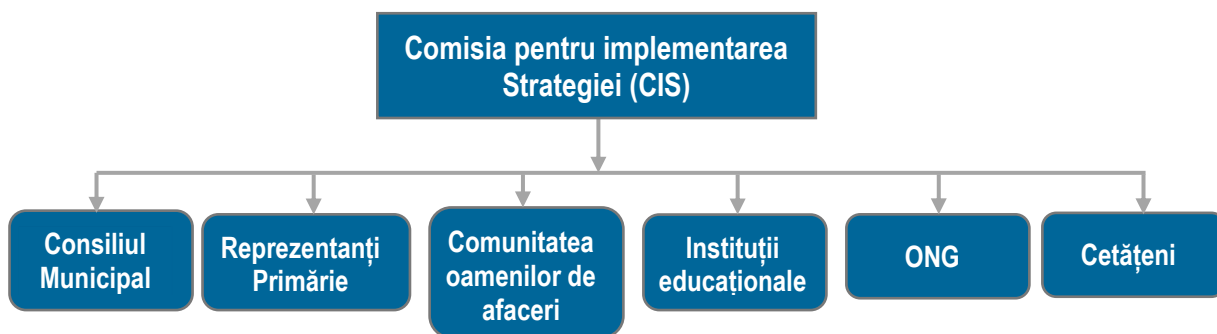 Comisia pentru implementarea
Strategiei (CIS)
Consiliul
Municipal
Reprezentanți
Primărie
Comunitatea
oamenilor de
afaceri
Instituții
educaționale
ONG
Cetățeni